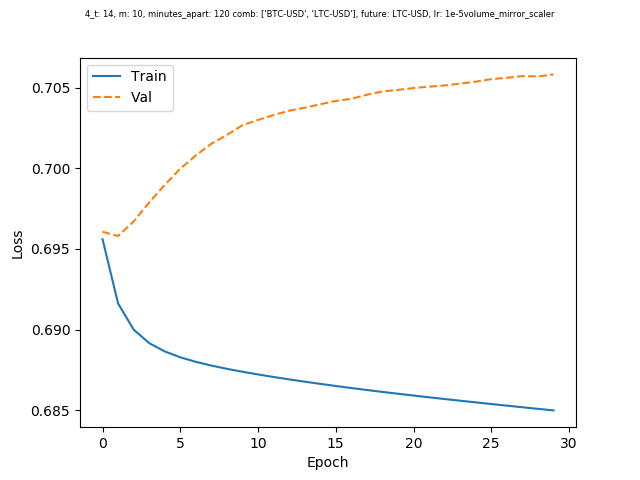 4_t: 14, m: 10, minutes_apart: 120 comb: ['BTC-USD', 'LTC-USD'], future: LTC-USD, lr: 1e-5volume_mirror_scaler
Train
Val
0.705
0.700
0.695
0.690
0.685
Loss
0 5 10 15 20 25 30
Epoch